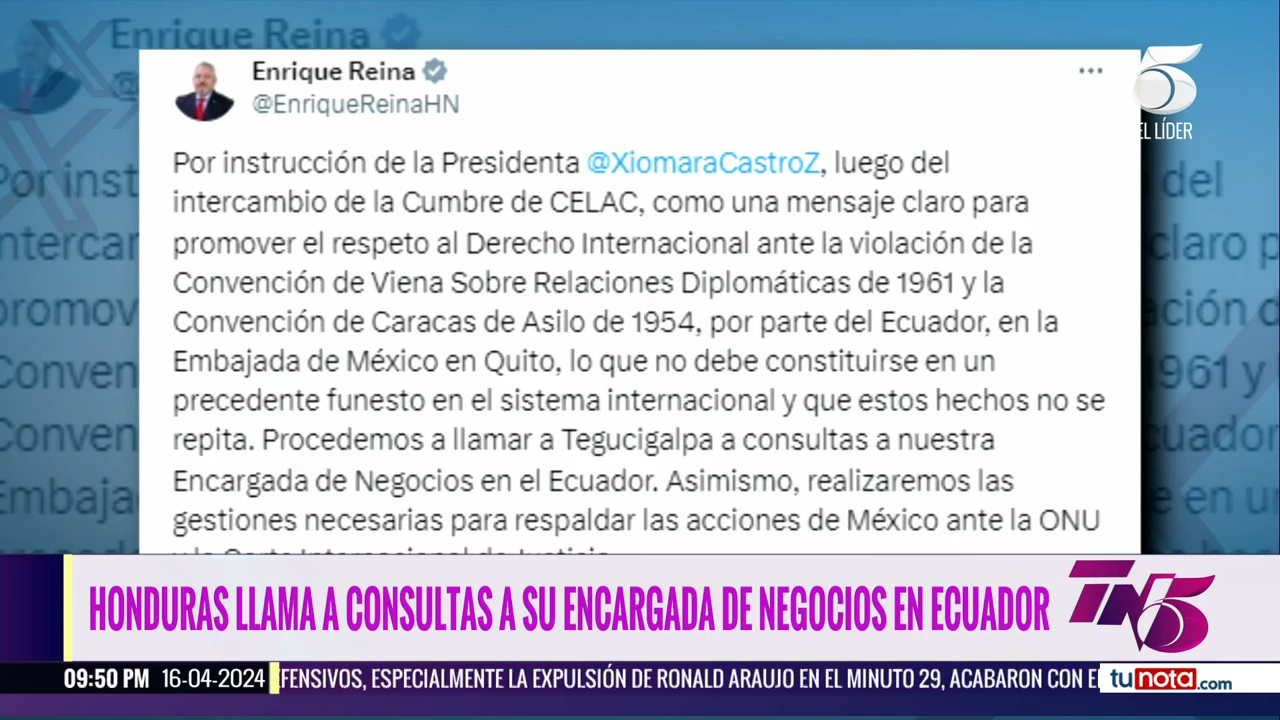 Enrique Reina
Enrique Reina
@EnriqueReinaHN
Por instrucción de la Presidenta @XiomaraCastroZ, luego del
intercambio de la Cumbre de CELAC, como una mensaje claro para
promover el respeto al Derecho Internacional ante la violación de la
Convención de Viena Sobre Relaciones Diplomáticas de 1961 y la
Convención de Caracas de Asilo de 1954, por parte del Ecuador, en la
Embajada de México en Quito, lo que no debe constituirse en un
precedente funesto en el sistema internacional y que estos hechos no se
repita. Procedemos a llamar a Tegucigalpa a consultas a nuestra
Encargada de Negocios en el Ecuador. Asimismo, realizaremos las
gestiones necesarias para respaldar las acciones de México ante la ONU
5
EL LÍDER
HONDURAS LLAMA A CONSULTAS A SU ENCARGADA DE NEGOCIOS EN ECUADOR
TN5
09:50 PM 16-04-2024 FENSIVOS, ESPECIALMENTE LA EXPULSIÓN DE RONALD ARAUJO EN EL MINUTO 29, ACABARON CON E
tunota.com